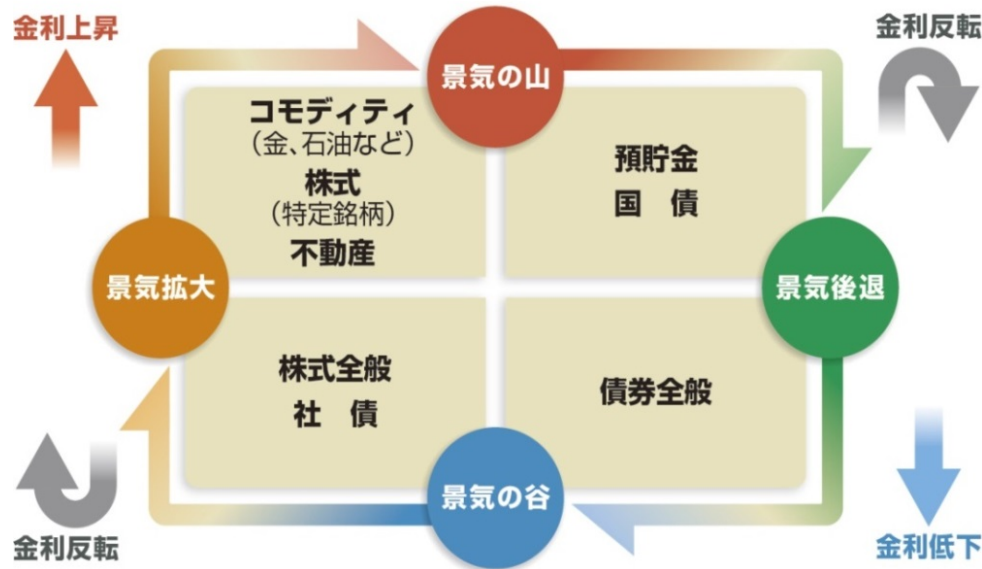 金利上昇
景気の山
金利反転
コモディティ
(金、石油など)
株式
(特定銘柄)
不動産
預貯金
国　債
景気拡大
景気後退
株式全般
社　債
債券全般
景気の谷
金利反転
金利低下